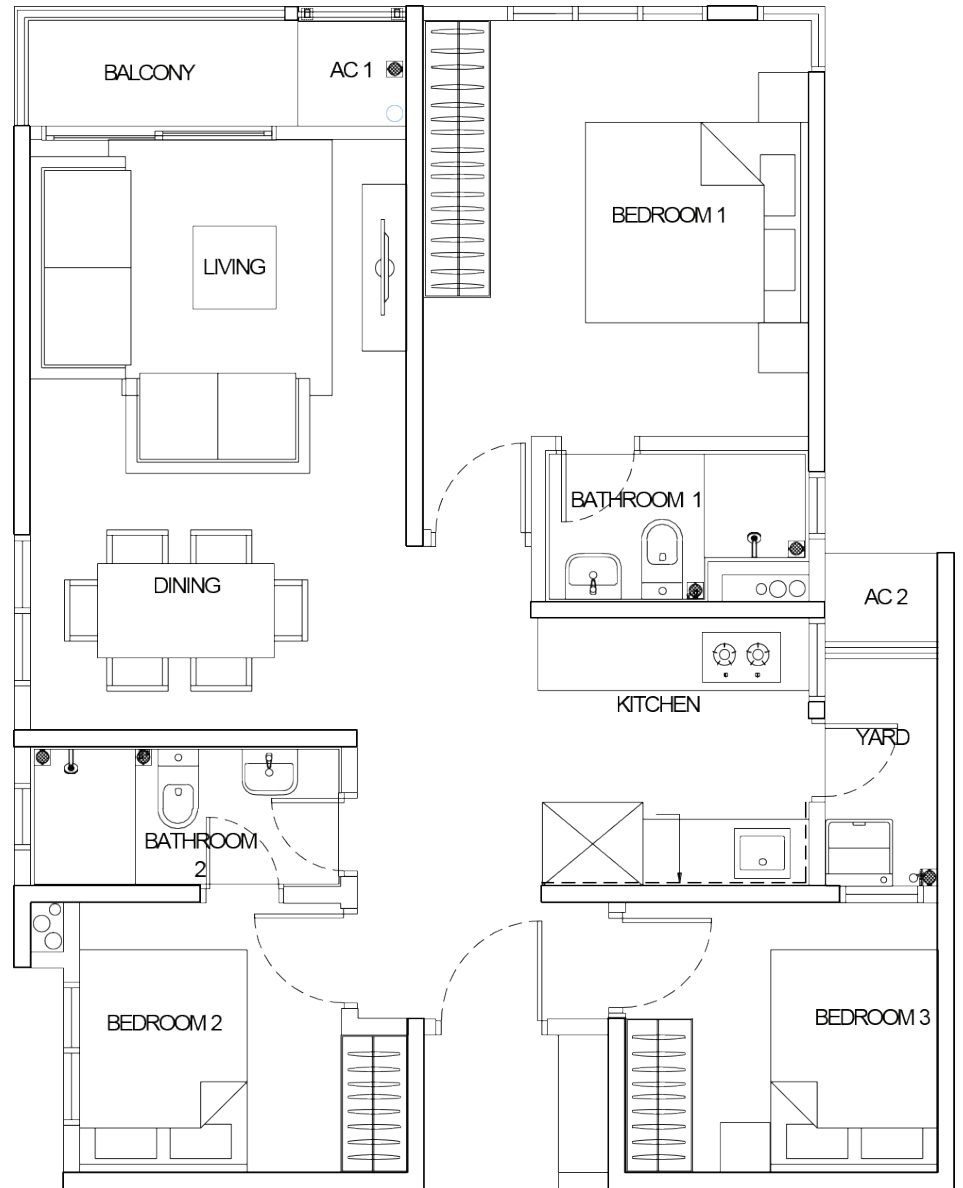 BALCONY
AC 1
BEDROOM 1
LIVING
BATHROOM 1
DINING
AC 2
KITCHEN
YARD
BATHROOM
2
BEDROOM 2
BEDROOM 3